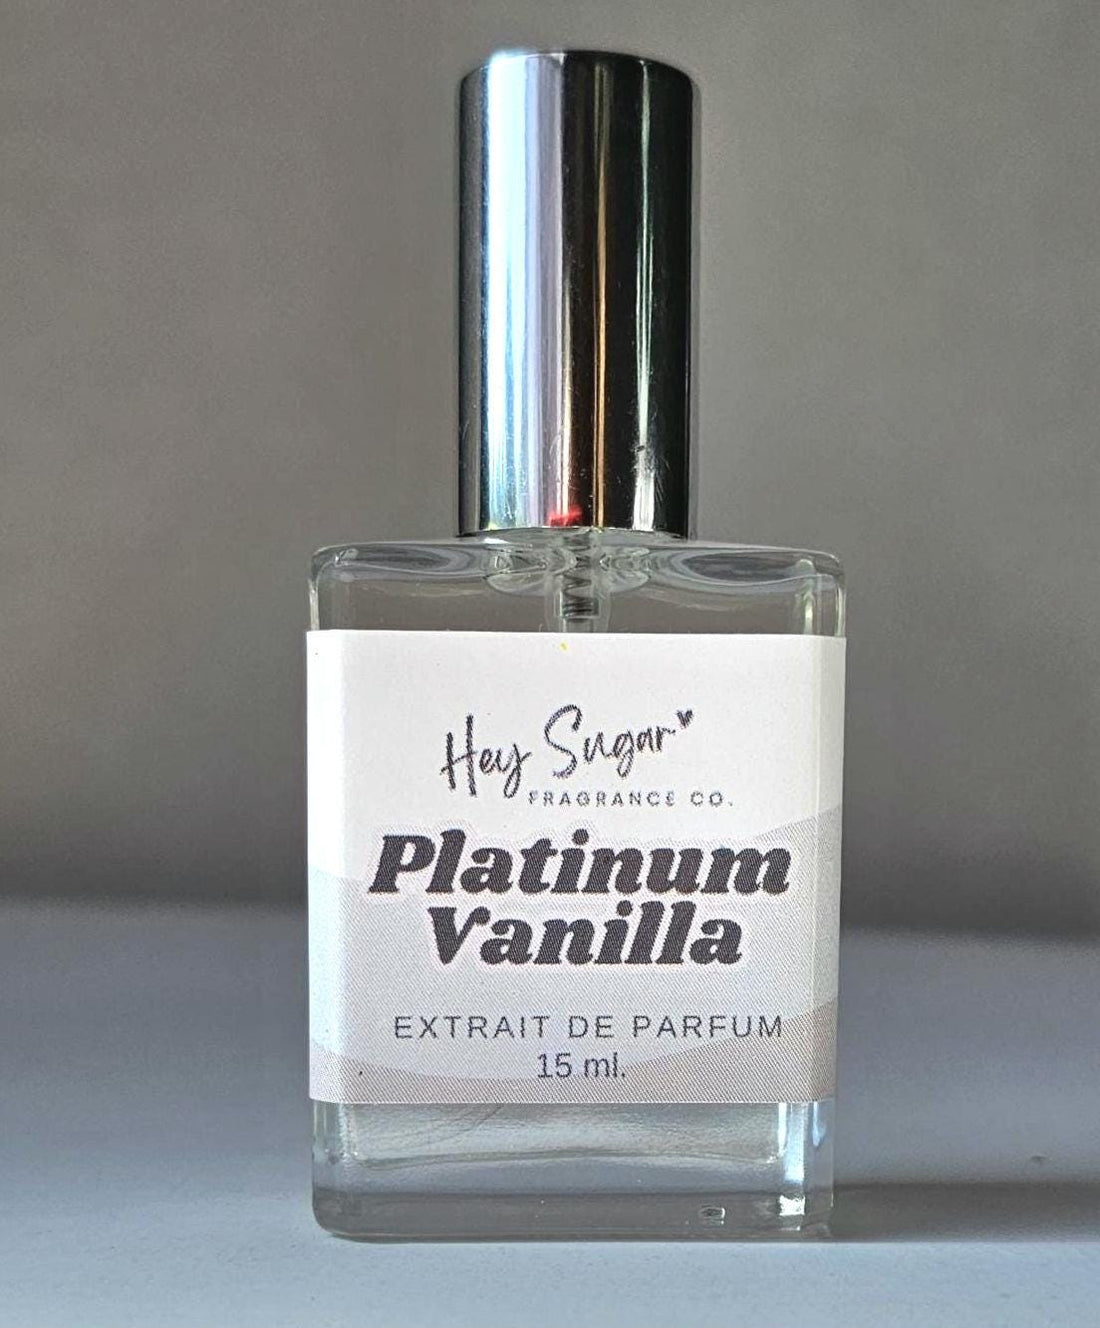 Hey Sugar
FRAGRANCE CO.
Platinum
Vanilla
EXTRAIT DE PARFUM
15 ml.